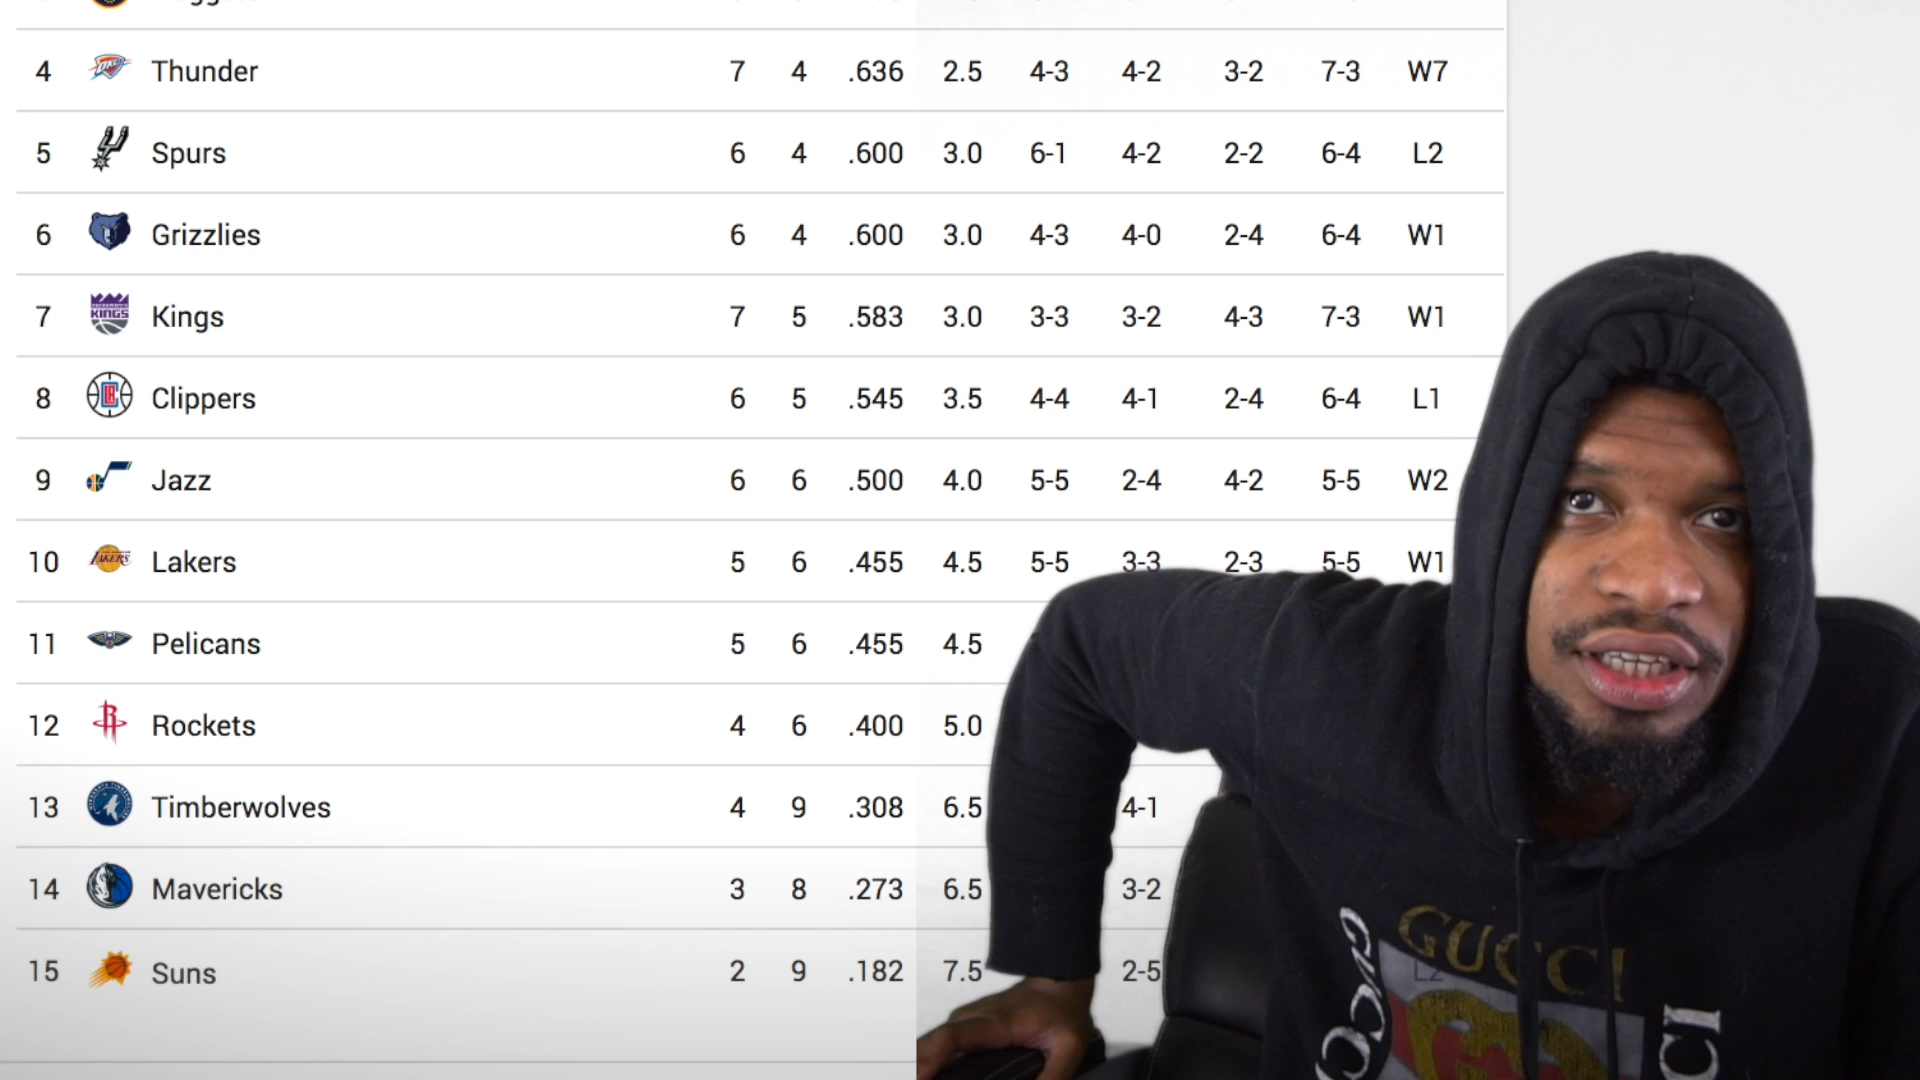 4 Thunder 7 4 .636 2.5 4-3 4-2 3-2 7-3 W7
5 Spurs 6 4 .600 3.0 6-1 4-2 2-2 6-4 L2
6 Grizzlies 6 4 .600 3.0 4-3 4-0 2-4 6-4 W1
7 KINGS Kings 7 5 .583 3.0 3-3 3-2 4-3 7-3 W1
8 Clippers 6 5 .545 3.5 4-4 4-1 2-4 6-4 L1
9 Jazz 6 6 .500 4.0 5-5 2-4 4-2 5-5 W2
10 LAKERS Lakers 5 6 .455 4.5 5-5 3-3 2-3 5-5 W1
11 Pelicans 5 6 .455 4.5
12 Rockets 4 6 .400 5.0
13 Timberwolves 4 9 .308 6.5 4-1
14 Mavericks 3 8 .273 6.5 3-2
15 Suns 2 9 .182 7.5 2-5 L2
GUCCI